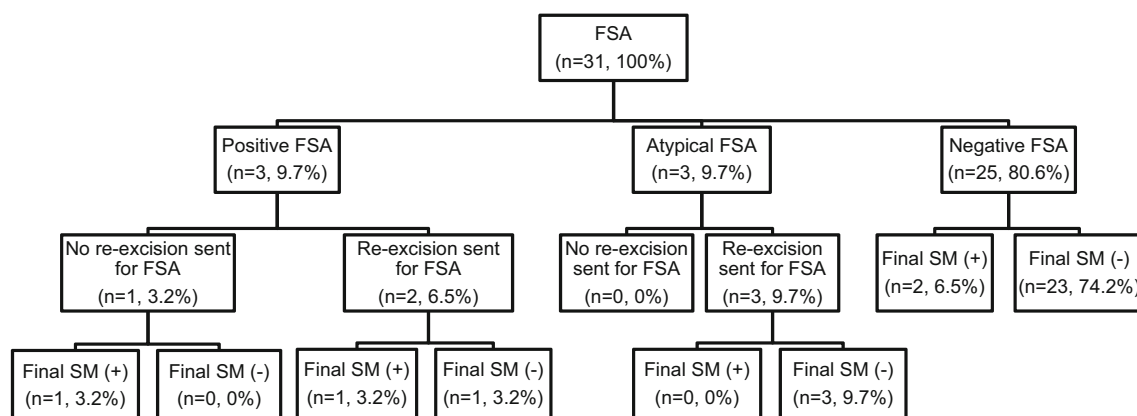 FSA
(n=31, 100%)
Positive FSA
(n=3, 9.7%)
Atypical FSA
(n=3, 9.7%)
Negative FSA
(n=25, 80.6%)
No re-excision sent
for FSA
(n=1, 3.2%)
Re-excision sent
for FSA
(n=2, 6.5%)
No re-excision
sent for FSA
(n=0, 0%)
Re-excision
sent for FSA
(n=3, 9.7%)
Final SM (+)
(n=2, 6.5%)
Final SM (-)
(n=23, 74.2%)
Final SM (+)
(n=1, 3.2%)
Final SM (-)
(n=0, 0%)
Final SM (+)
(n=1, 3.2%)
Final SM (-)
(n=1, 3.2%)
Final SM (+)
(n=0, 0%)
Final SM (-)
(n=3, 9.7%)